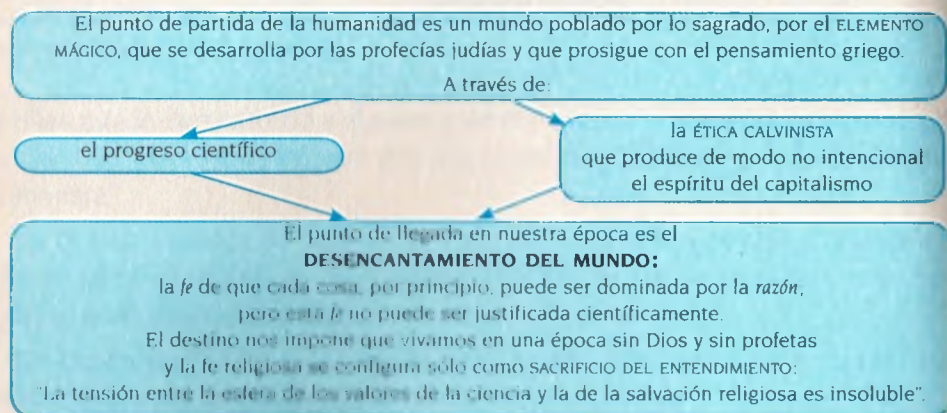 El punto de partida de la humanidad es un mundo poblado por lo sagrado, por el ELEMENTO
MÁGICO, que se desarrolla por las profecías judías y que prosigue con el pensamiento griego.
A través de:
el progreso científico
la ÉTICA CALVINISTA
que produce de modo no intencional
el espíritu del capitalismo
El punto de llegada en nuestra época es el
DESENCANTAMIENTO DEL MUNDO:
la fe de que cada cosa, por principio, puede ser dominada por la razón,
pero esta fe no puede ser justificada científicamente.
El destino nos impone que vivamos en una época sin Dios y sin profetas
y la fe religiosa se configura sólo como SACRIFICIO DEL ENTENDIMIENTO:
"La tensión entre la esfera de los valores de la ciencia y la de la salvación religiosa es insoluble".